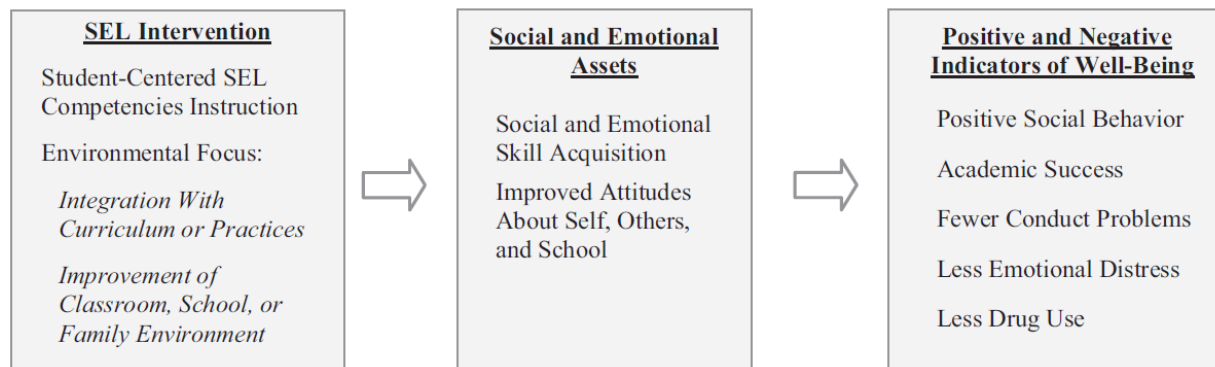 SEL Intervention
Student-Centered SEL
Competencies Instruction
Environmental Focus:
Integration With
Curriculum or Practices
Improvement of
Classroom, School, or
Family Environment
Social and Emotional
Assets
Social and Emotional
Skill Acquisition
Improved Attitudes
About Self, Others,
and School
Positive and Negative
Indicators of Well-Being
Positive Social Behavior
Academic Success
Fewer Conduct Problems
Less Emotional Distress
Less Drug Use